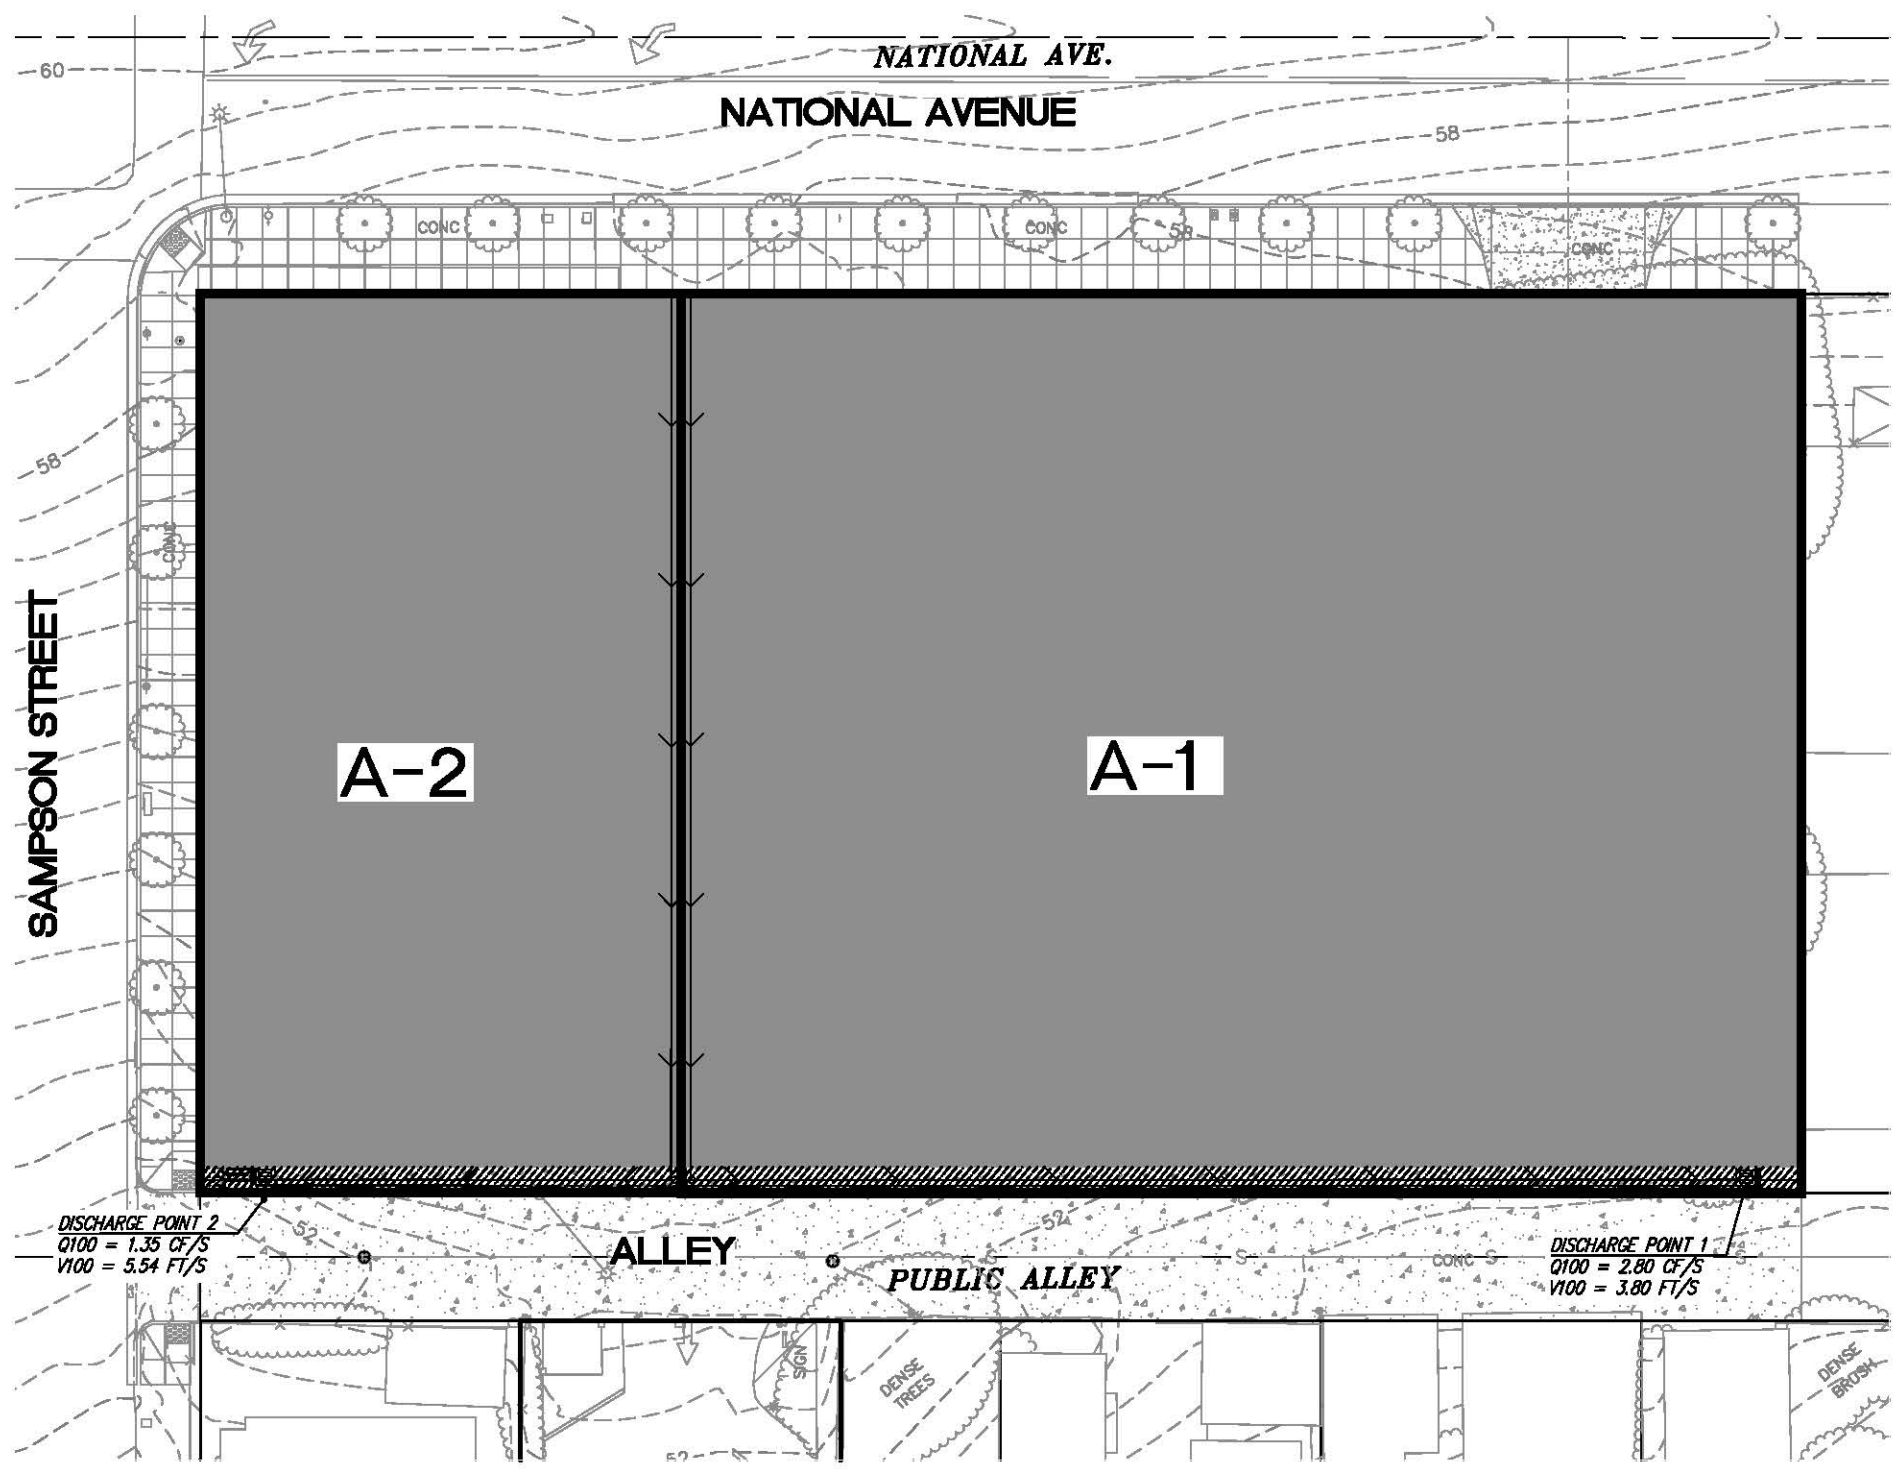 60
NATIONAL AVE.
NATIONAL AVENUE
58
CONC
CONC
58
CONC
58
CONC
SAMPSON STREET
A-2
A-1
DISCHARGE POINT 2
Q100 = 1.35 CF/S
V100 = 5.54 FT/S
52
ALLEY
PUBLIC ALLEY
52
S
S
CONC
S
S
DISCHARGE POINT 1
Q100 = 2.80 CF/S
V100 = 3.80 FT/S
SIGN
DENSE
TREES
DENSE
BRUSH
52